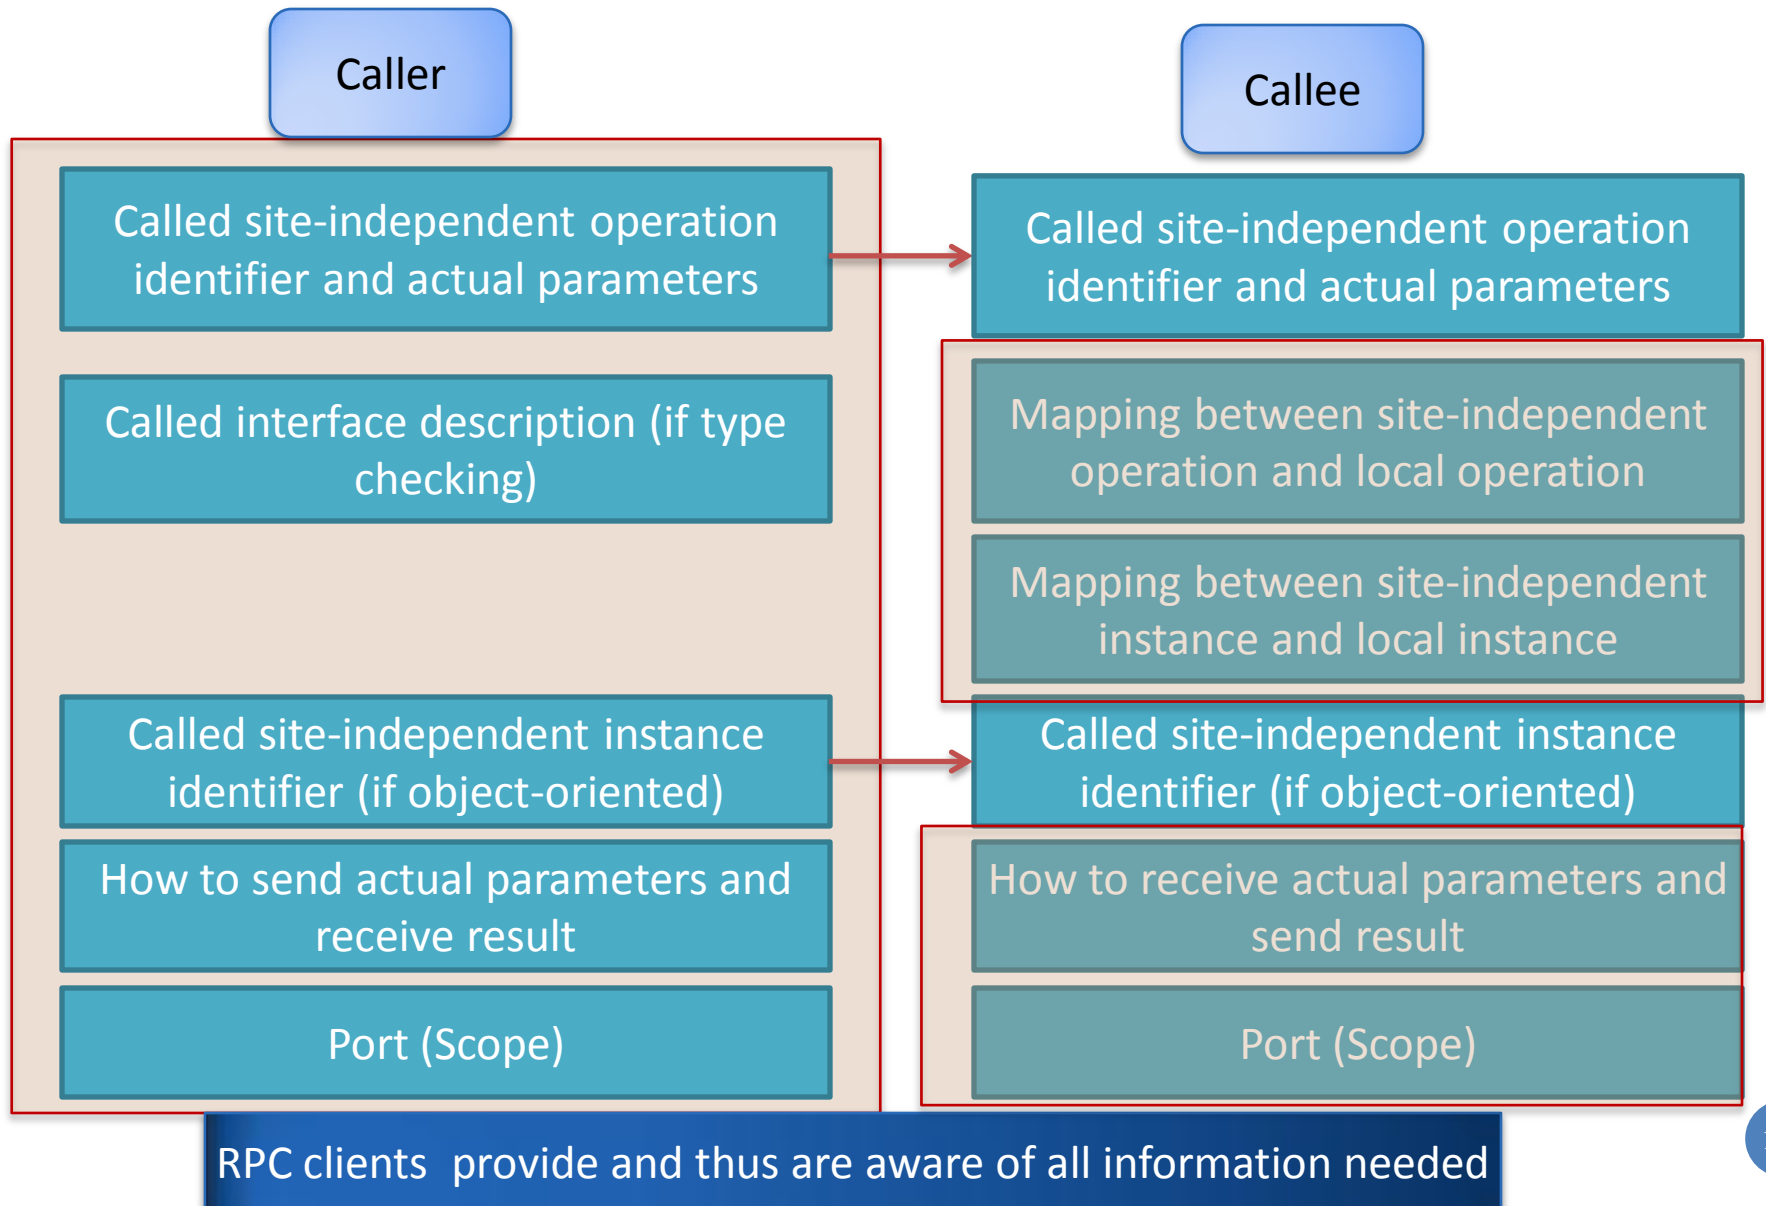 Caller
Callee
Called site-independent operation
identifier and actual parameters
Called site-independent operation
identifier and actual parameters
Called interface description (if type
checking)
Mapping between site-independent
operation and local operation
Mapping between site-independent
instance and local instance
Called site-independent instance
identifier (if object-oriented)
Called site-independent instance
identifier (if object-oriented)
How to send actual parameters and
receive result
How to receive actual parameters and
send result
Port (Scope)
Port (Scope)
RPC clients provide and thus are aware of all information needed